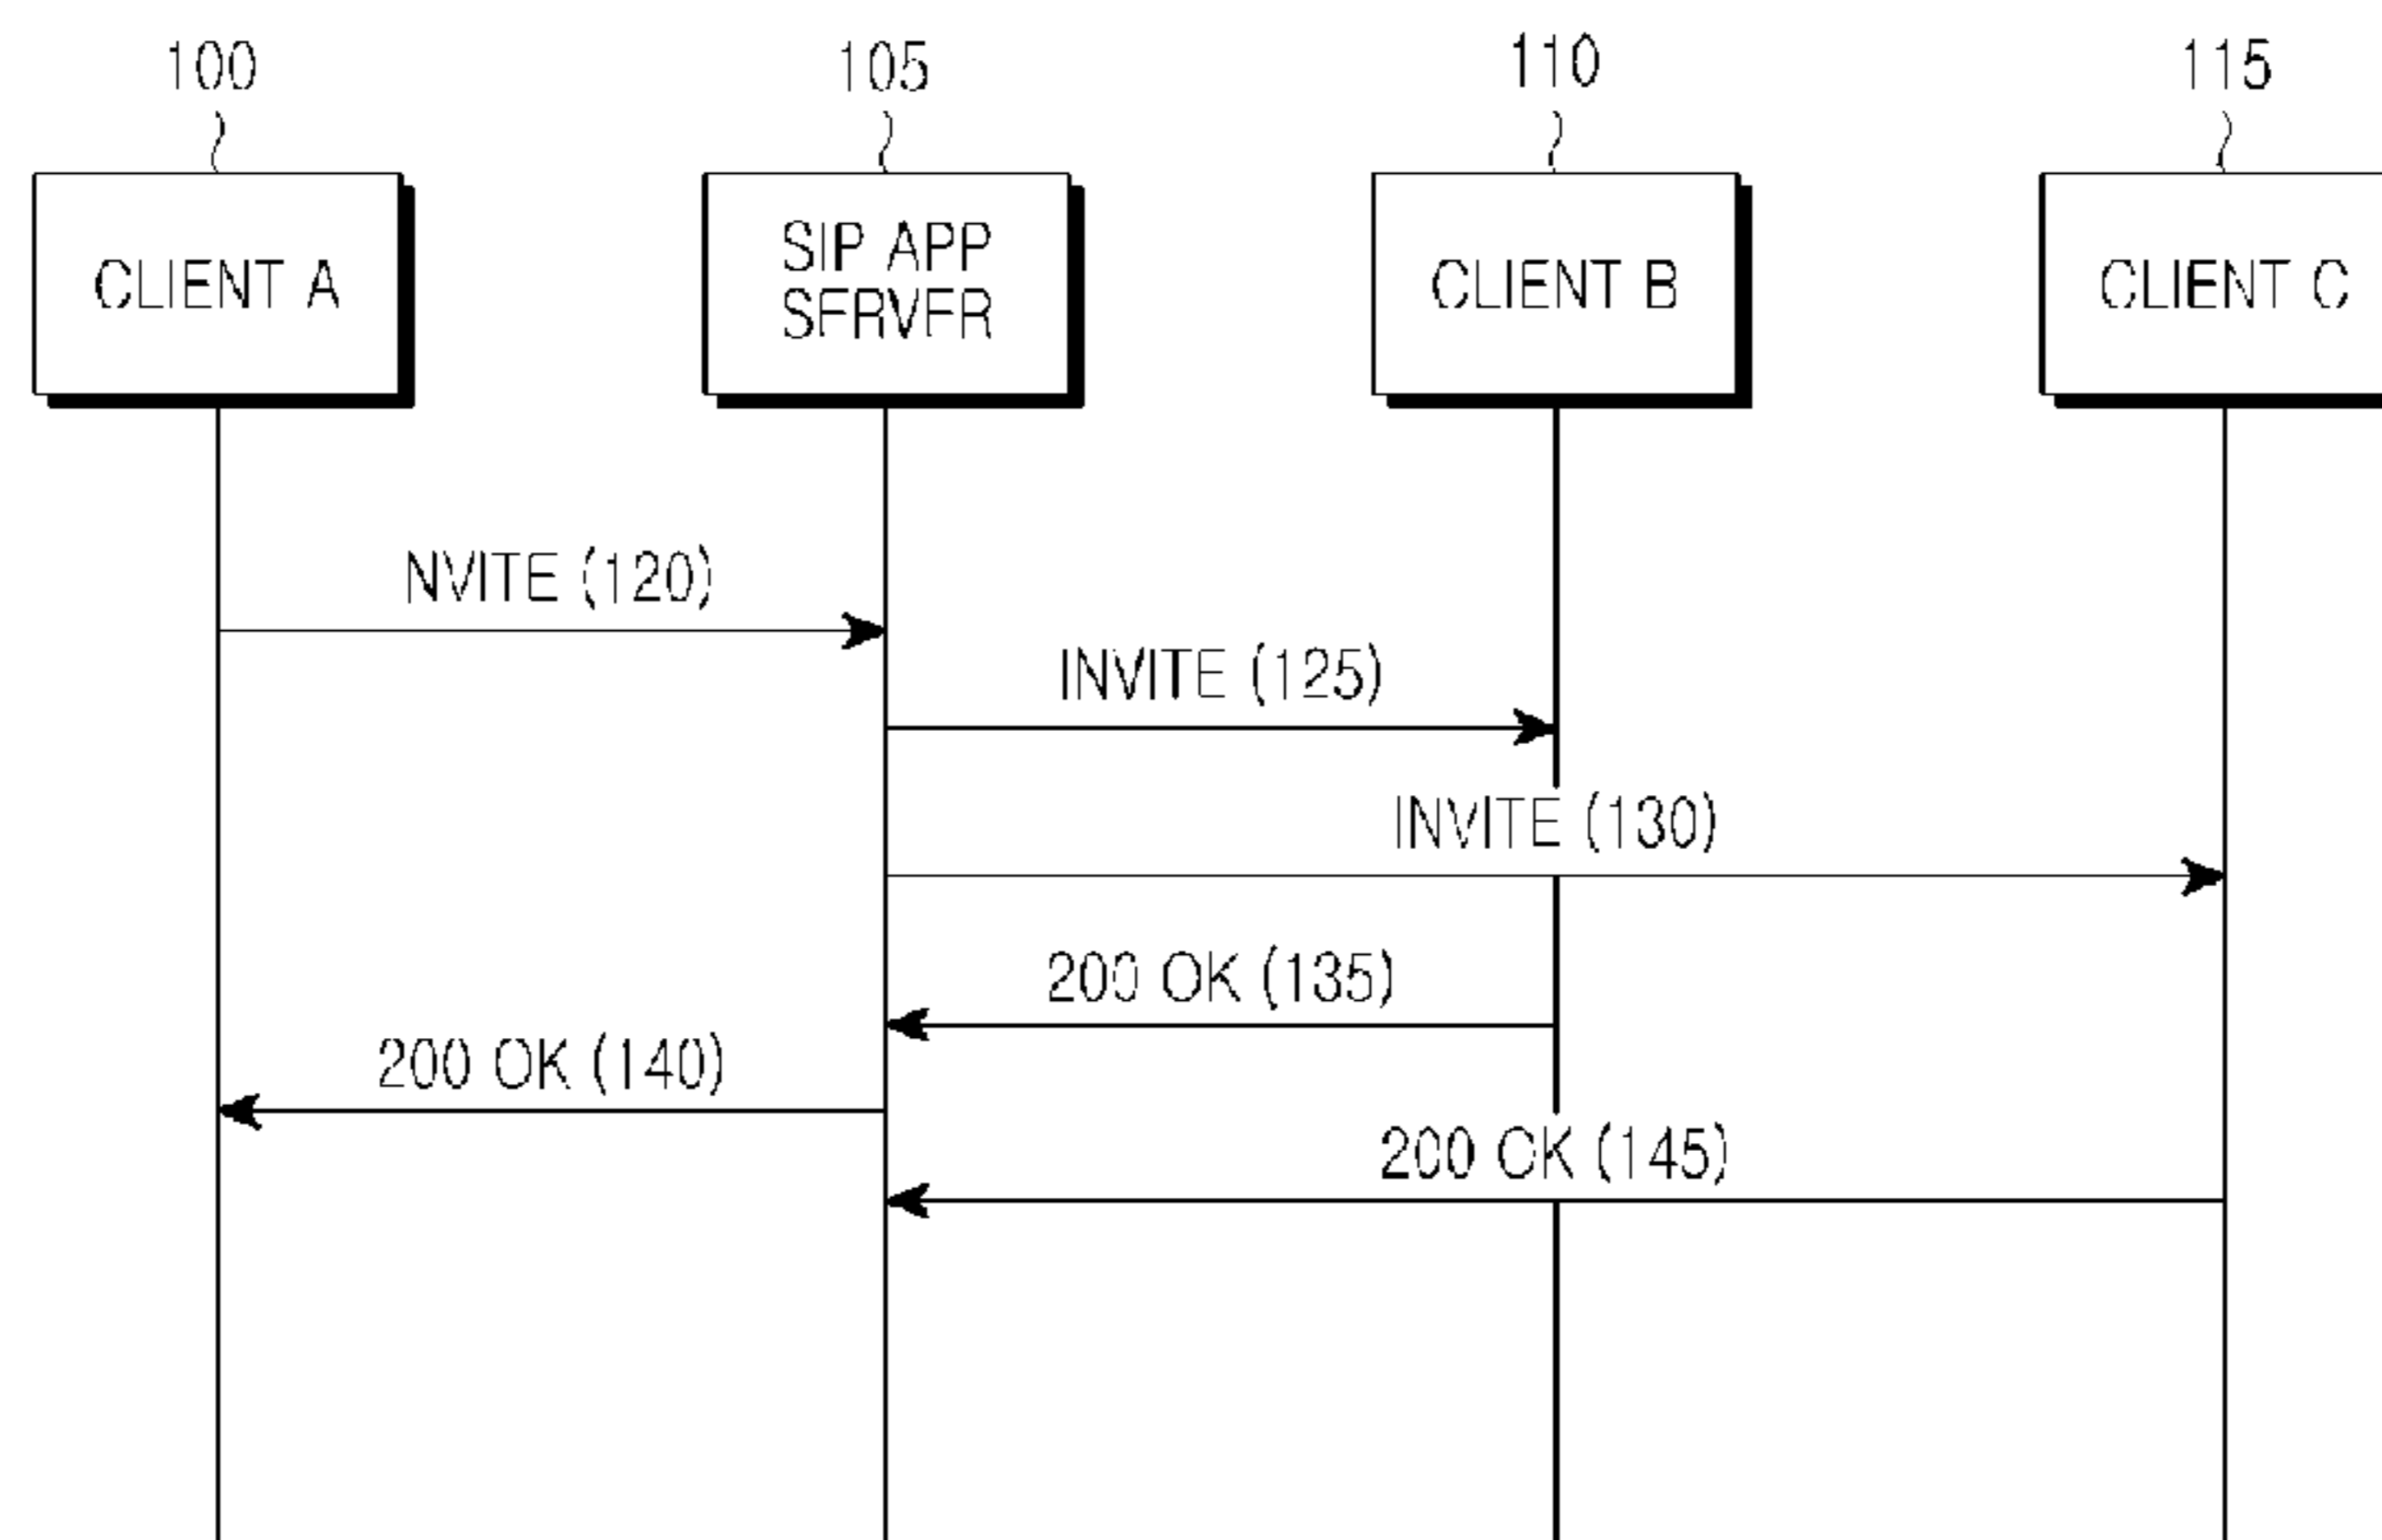 100
105
110
115
CLIENT A
SIP APP
SERVER
CLIENT B
CLIENT C
NVITE (120)
INVITE (125)
INVITE (130)
200 OK (135)
200 OK (140)
200 OK (145)